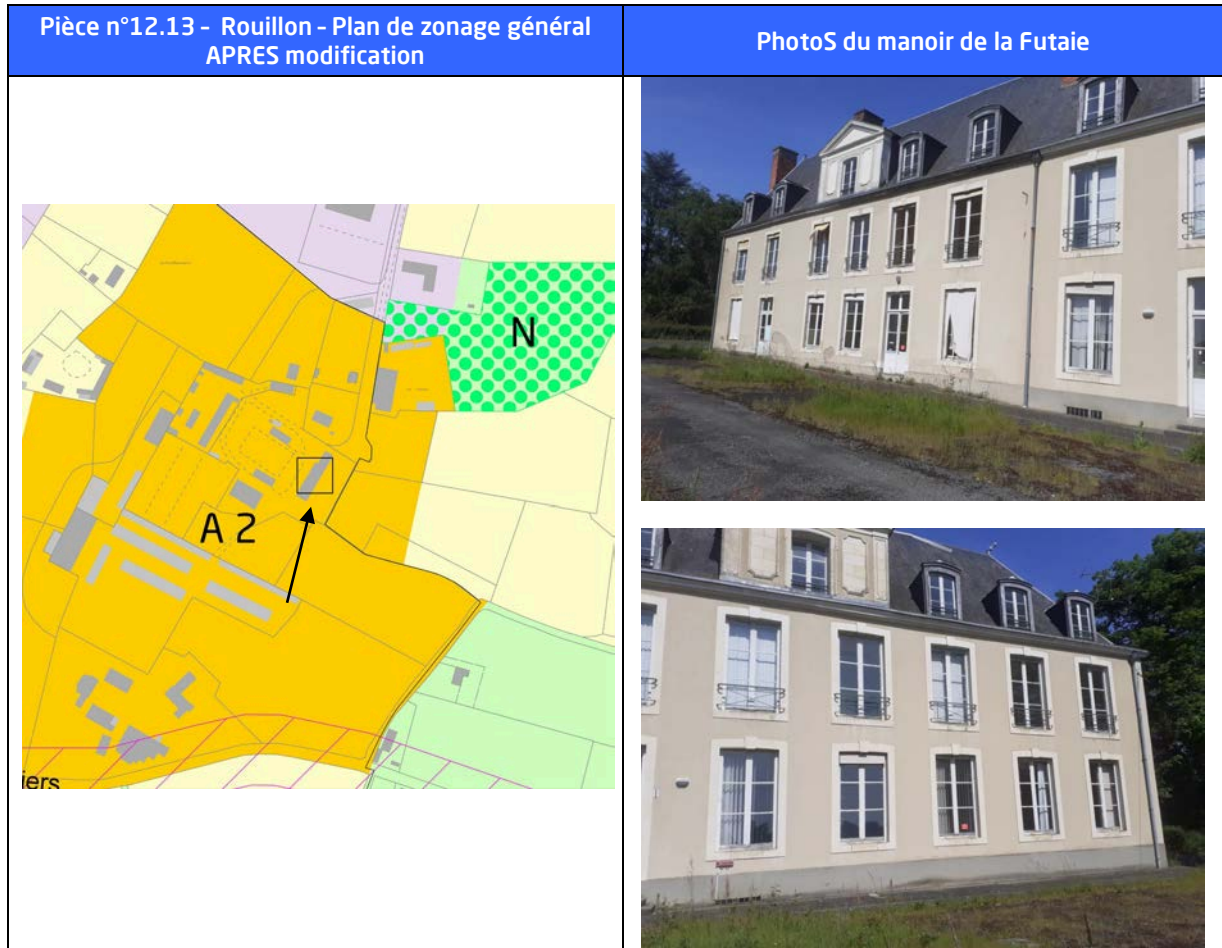 Pièce n°12.13 - Rouillon - Plan de zonage général
APRES modification
PhotoS du manoir de la Futaie
N
A 2
iers